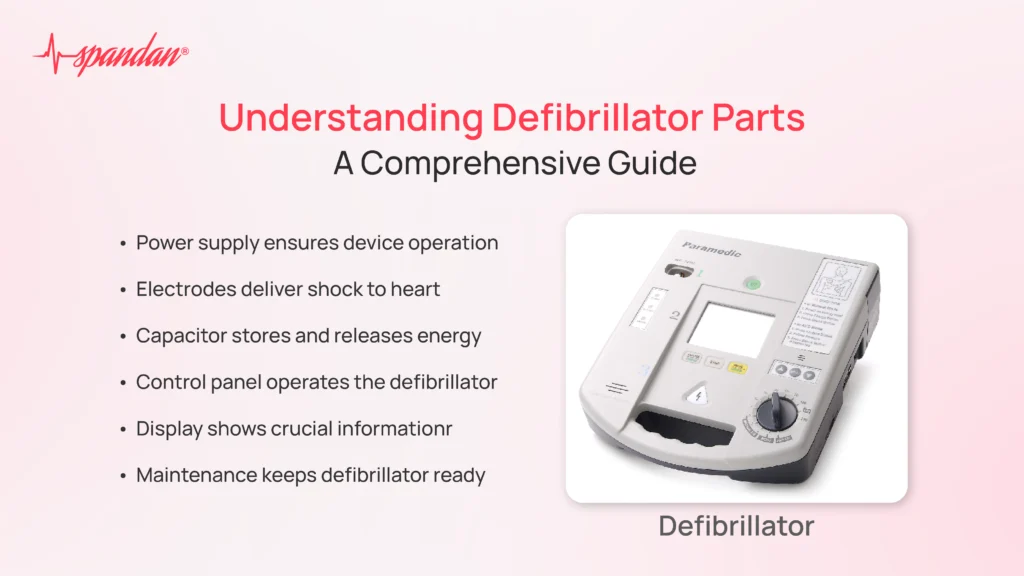 spandan®
Understanding Defibrillator Parts
A Comprehensive Guide
• Power supply ensures device operation
• Electrodes deliver shock to heart
• Capacitor stores and releases energy
• Control panel operates the defibrillator
• Display shows crucial informationr
• Maintenance keeps defibrillator ready
Paramedic
Defibrillator